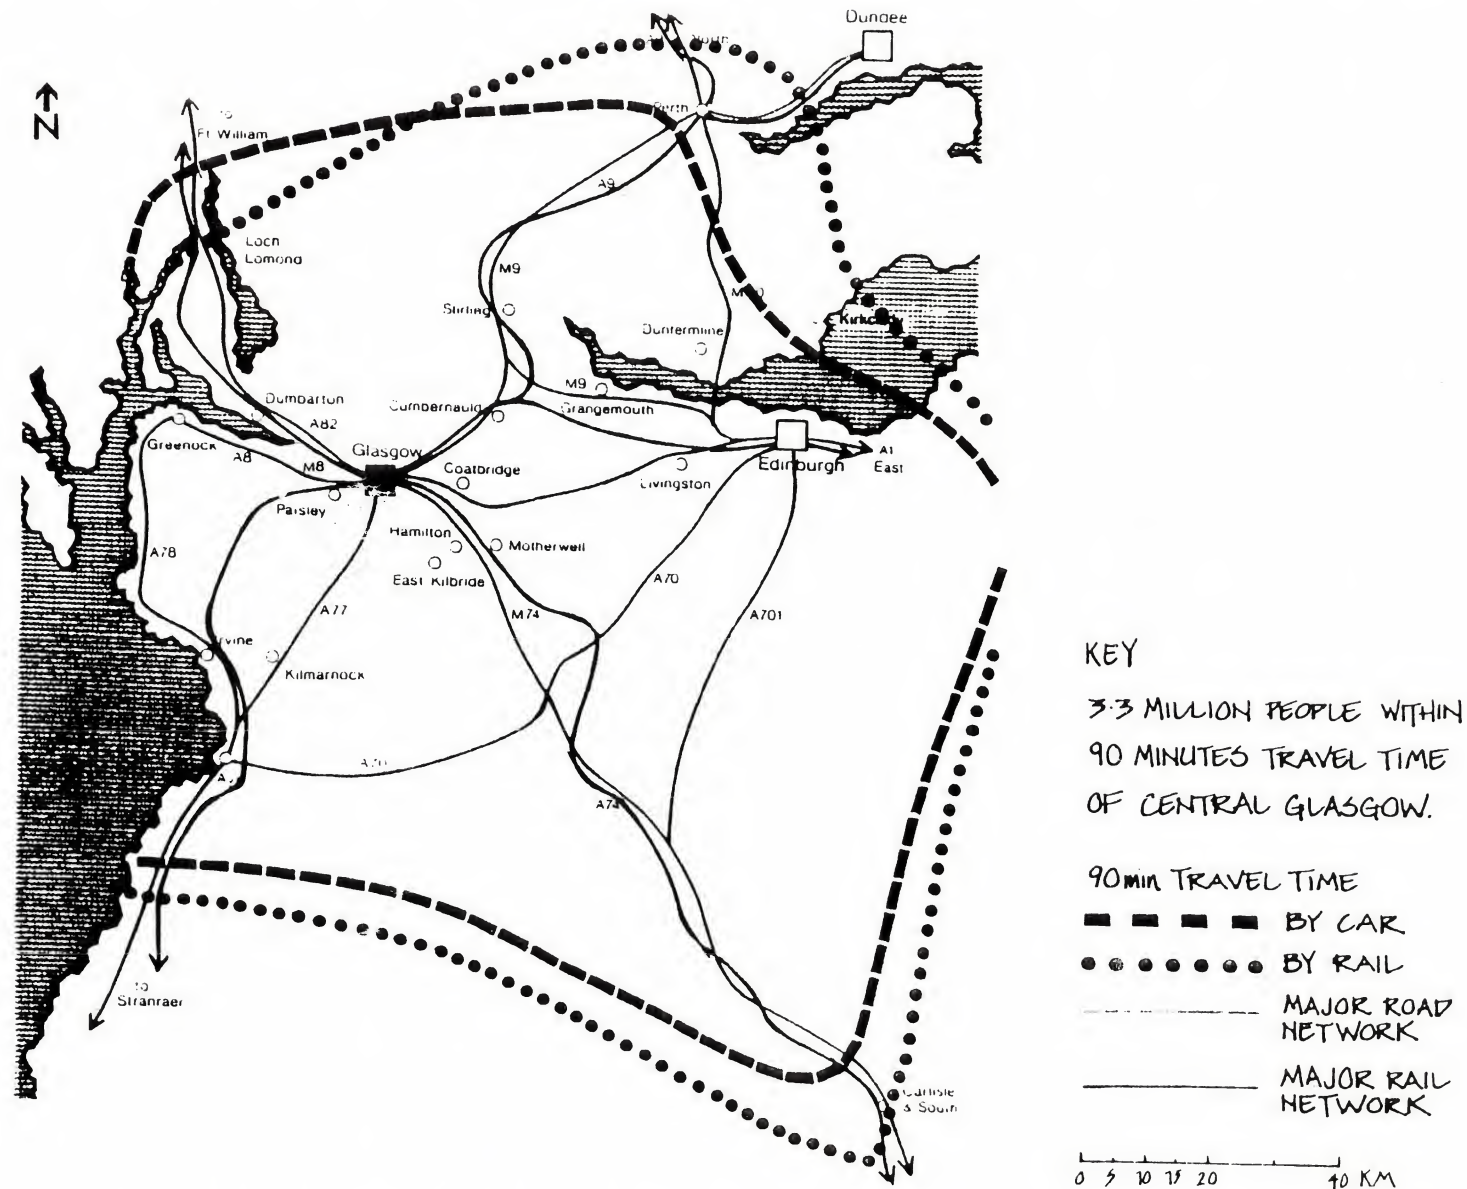 Dundee
North
N
to
Ft William
Perth
A9
Loch
Lomond
M9
Stirling
Dunfermline
Kirkcaldy
M9
Grangemouth
Dumbarton
A82
Cumbernauld
Greenock
A8
M8
Glasgow
Coatbridge
Edinburgh
A1
East
Livingston
Paisley
Hamilton
Motherwell
East Kilbride
A78
A77
M74
A70
A701
Irvine
Kilmarnock
A70
A74
to
Stranraer
Carlisle
& South
KEY
3.3 MILLION PEOPLE WITHIN
90 MINUTES TRAVEL TIME
OF CENTRAL GLASGOW.
90min TRAVEL TIME
BY CAR
BY RAIL
MAJOR ROAD
NETWORK
MAJOR RAIL
NETWORK
0 5 10 15 20 40 KM